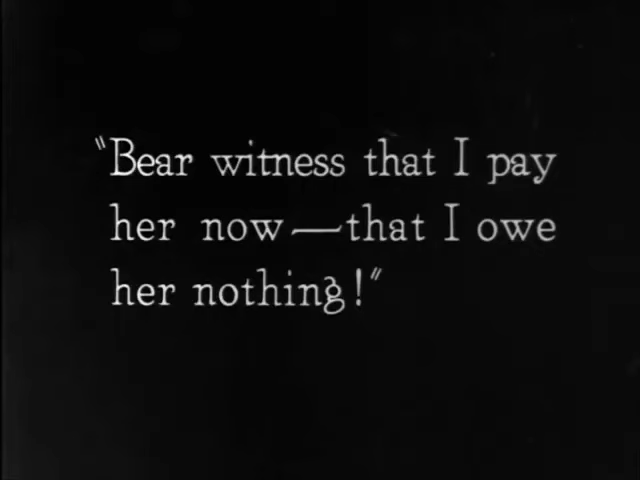 "Bear witness that I pay
her now—that I owe
her nothing!"